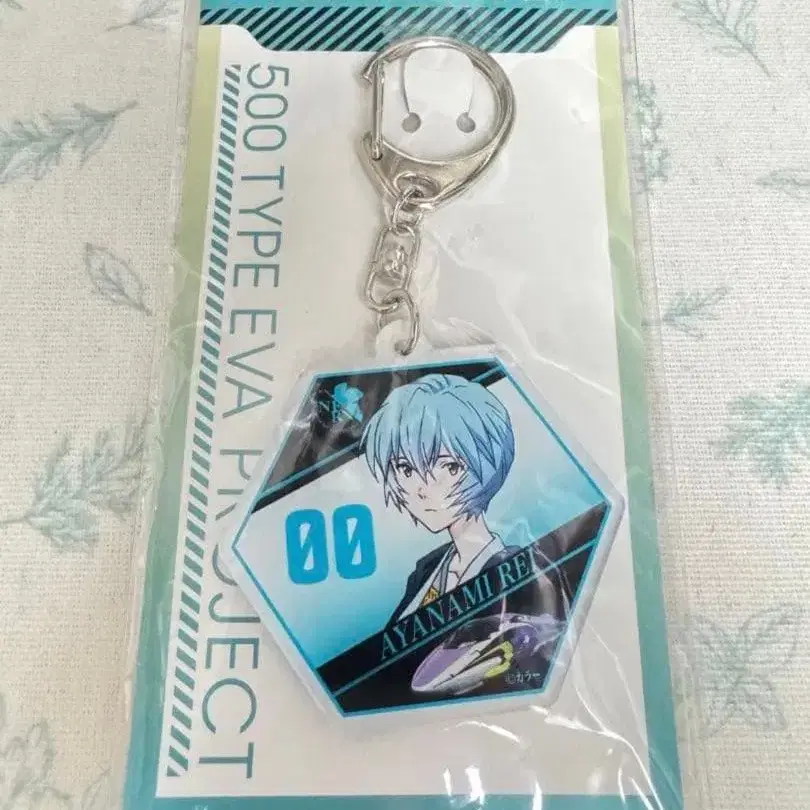 500 TYPE EVA PROJECT
00
AYANAMI REI
©カラー